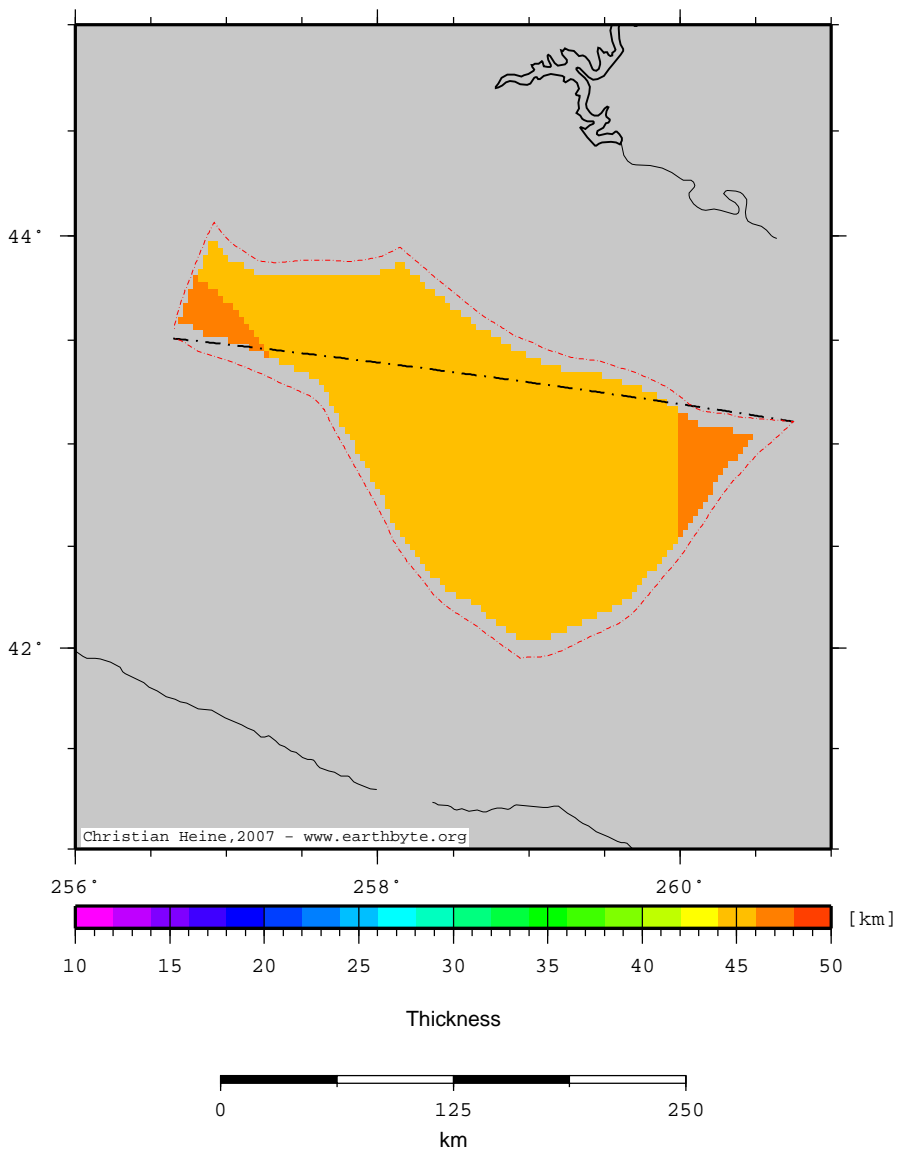 44°
42°
Christian Heine,2007 - www.earthbyte.org
256° 258° 260°
[km]
10 15 20 25 30 35 40 45 50
Thickness
0 125 250
km